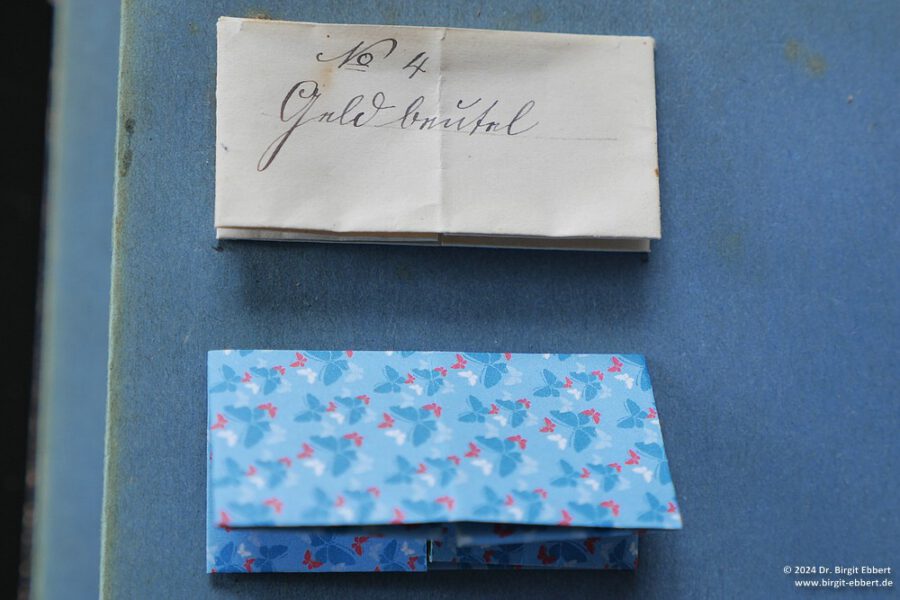 No 4
Geldbeutel
© 2024 Dr. Birgit Ebbert
www.birgit-ebbert.de